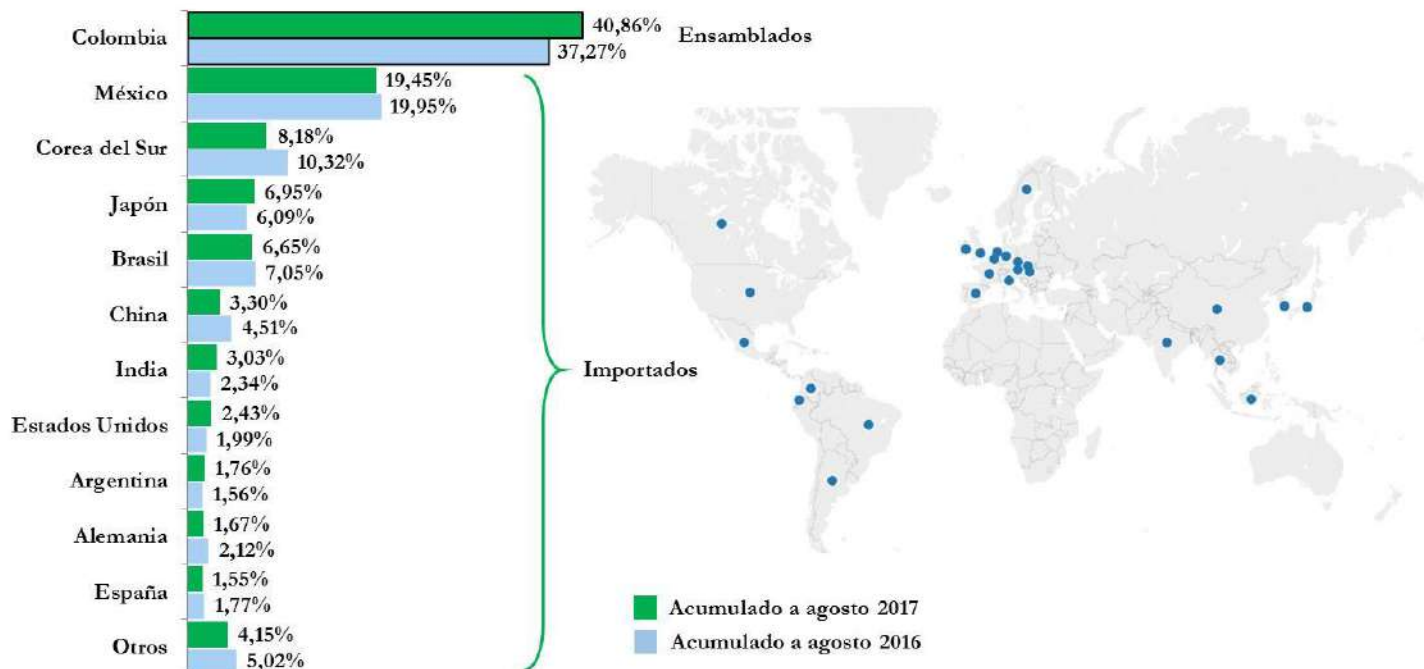 Colombia
40,86%
37,27%
Ensamblados
México
19,45%
19,95%
Corea del Sur
8,18%
10,32%
Japón
6,95%
6,09%
Brasil
6,65%
7,05%
China
3,30%
4,51%
India
3,03%
2,34%
Importados
Estados Unidos
2,43%
1,99%
Argentina
1,76%
1,56%
Alemania
1,67%
2,12%
España
1,55%
1,77%
Otros
4,15%
5,02%
Acumulado a agosto 2017
Acumulado a agosto 2016